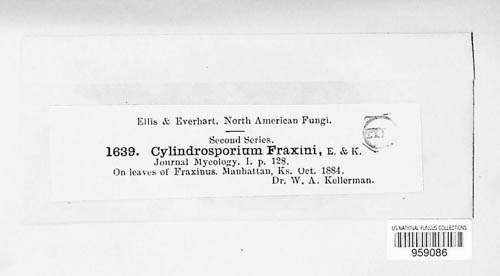 Ellis & Everhart. North American Fungi.
Second Series.
1639. Cylindrosporium Fraxini, E. & K.
Journal Mycology. I. p. 128.
On leaves of Fraxinus. Manhattan, Ks. Oct. 1884.
Dr. W. A. Kellerman.
US NATIONAL FUNGUS COLLECTIONS
959086